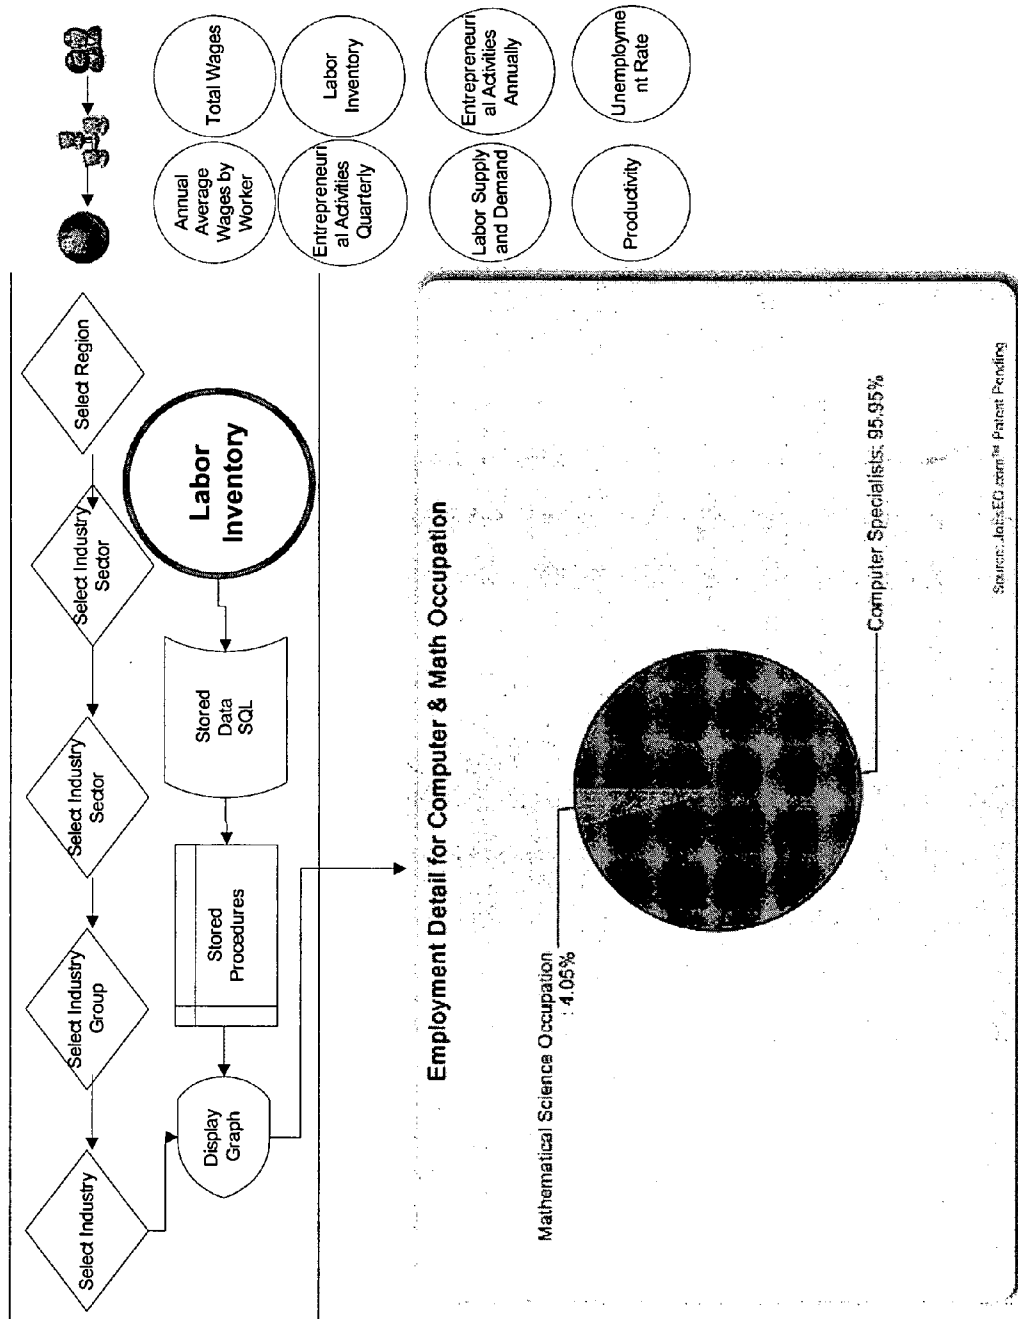 Select Industry
Select Industry
Group
Select Industry
Sector
Select Industry
Sector
Select Region
Display
Graph
Stored
Procedures
Stored
Data
SQL
Labor
Inventory
Annual
Average
Wages by
Worker
Total Wages
Entrepreneuri
al Activities
Quarterly
Labor
Inventory
Labor Supply
and Demand
Entrepreneuri
al Activities
Annually
Productivity
Unemployme
nt Rate
Employment Detail for Computer & Math Occupation
Mathematical Science Occupation
: 4.05%
Computer Specialists: 95.95%
Source: JobsEQ.com™ Patent Pending